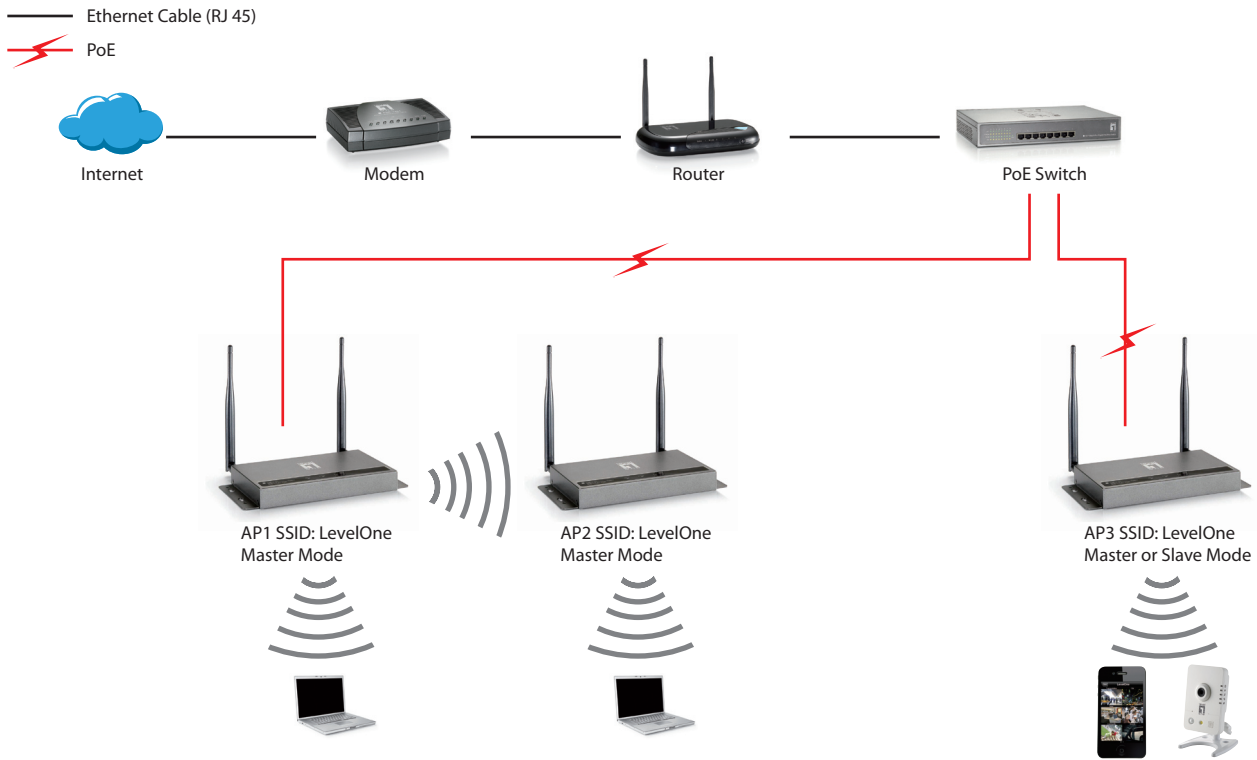 Ethernet Cable (RJ 45)
PoE
Internet
Modem
Router
PoE Switch
AP1 SSID: LevelOne
Master Mode
AP2 SSID: LevelOne
Master Mode
AP3 SSID: LevelOne
Master or Slave Mode